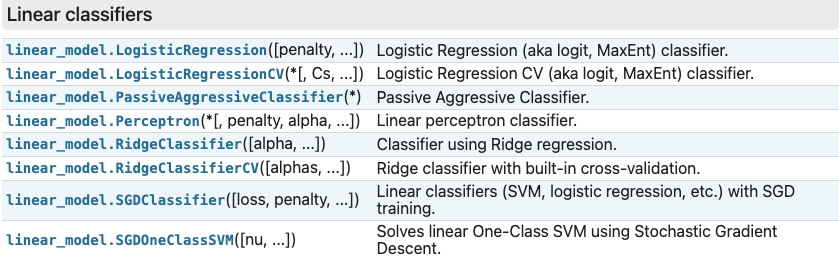 Linear classifiers
linear_model.LogisticRegression([penalty, ...]) Logistic Regression (aka logit, MaxEnt) classifier.
linear_model.LogisticRegressionCV(*[, Cs, ...]) Logistic Regression CV (aka logit, MaxEnt) classifier.
linear_model.PassiveAggressiveClassifier(*) Passive Aggressive Classifier.
linear_model.Perceptron(*[, penalty, alpha, ...]) Linear perceptron classifier.
linear_model.RidgeClassifier([alpha, ...]) Classifier using Ridge regression.
linear_model.RidgeClassifierCV([alphas, ...]) Ridge classifier with built-in cross-validation.
linear_model.SGDClassifier([loss, penalty, ...]) Linear classifiers (SVM, logistic regression, etc.) with SGD
training.
linear_model.SGDOneClassSVM([nu, ...]) Solves linear One-Class SVM using Stochastic Gradient
Descent.